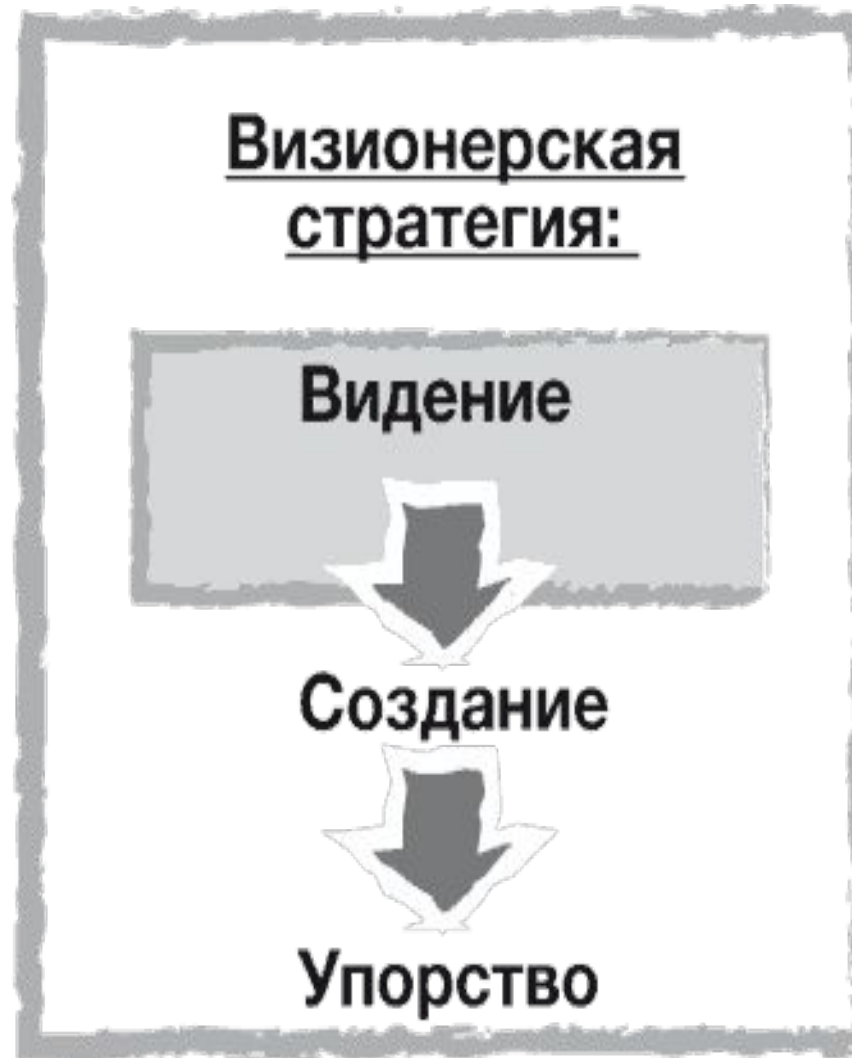 Визионерская
стратегия:
Видение
Создание
Упорство